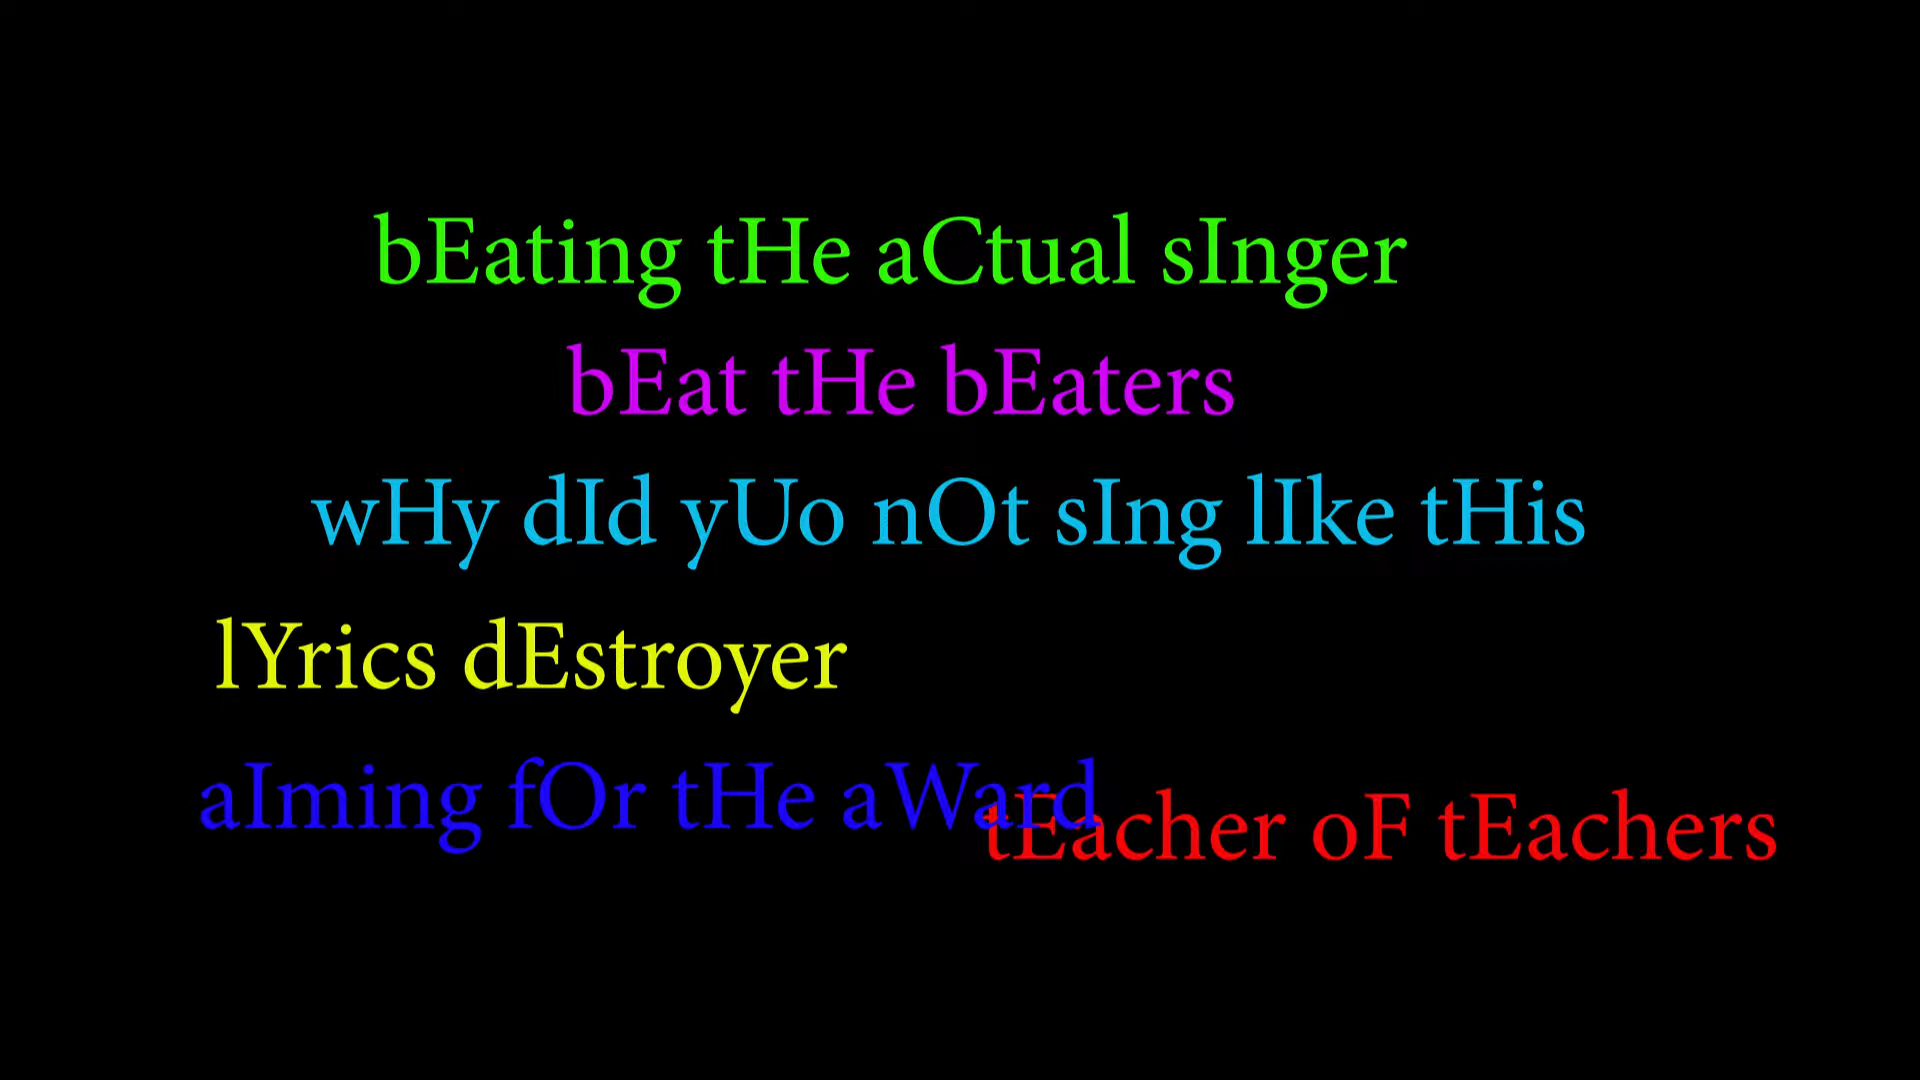 bEating tHe aCtual sInger
bEat tHe bEaters
wHy dId yUo nOt sIng lIke tHis
lYrics dEstroyer
aIming fOr tHe aWard
tEacher oF tEachers